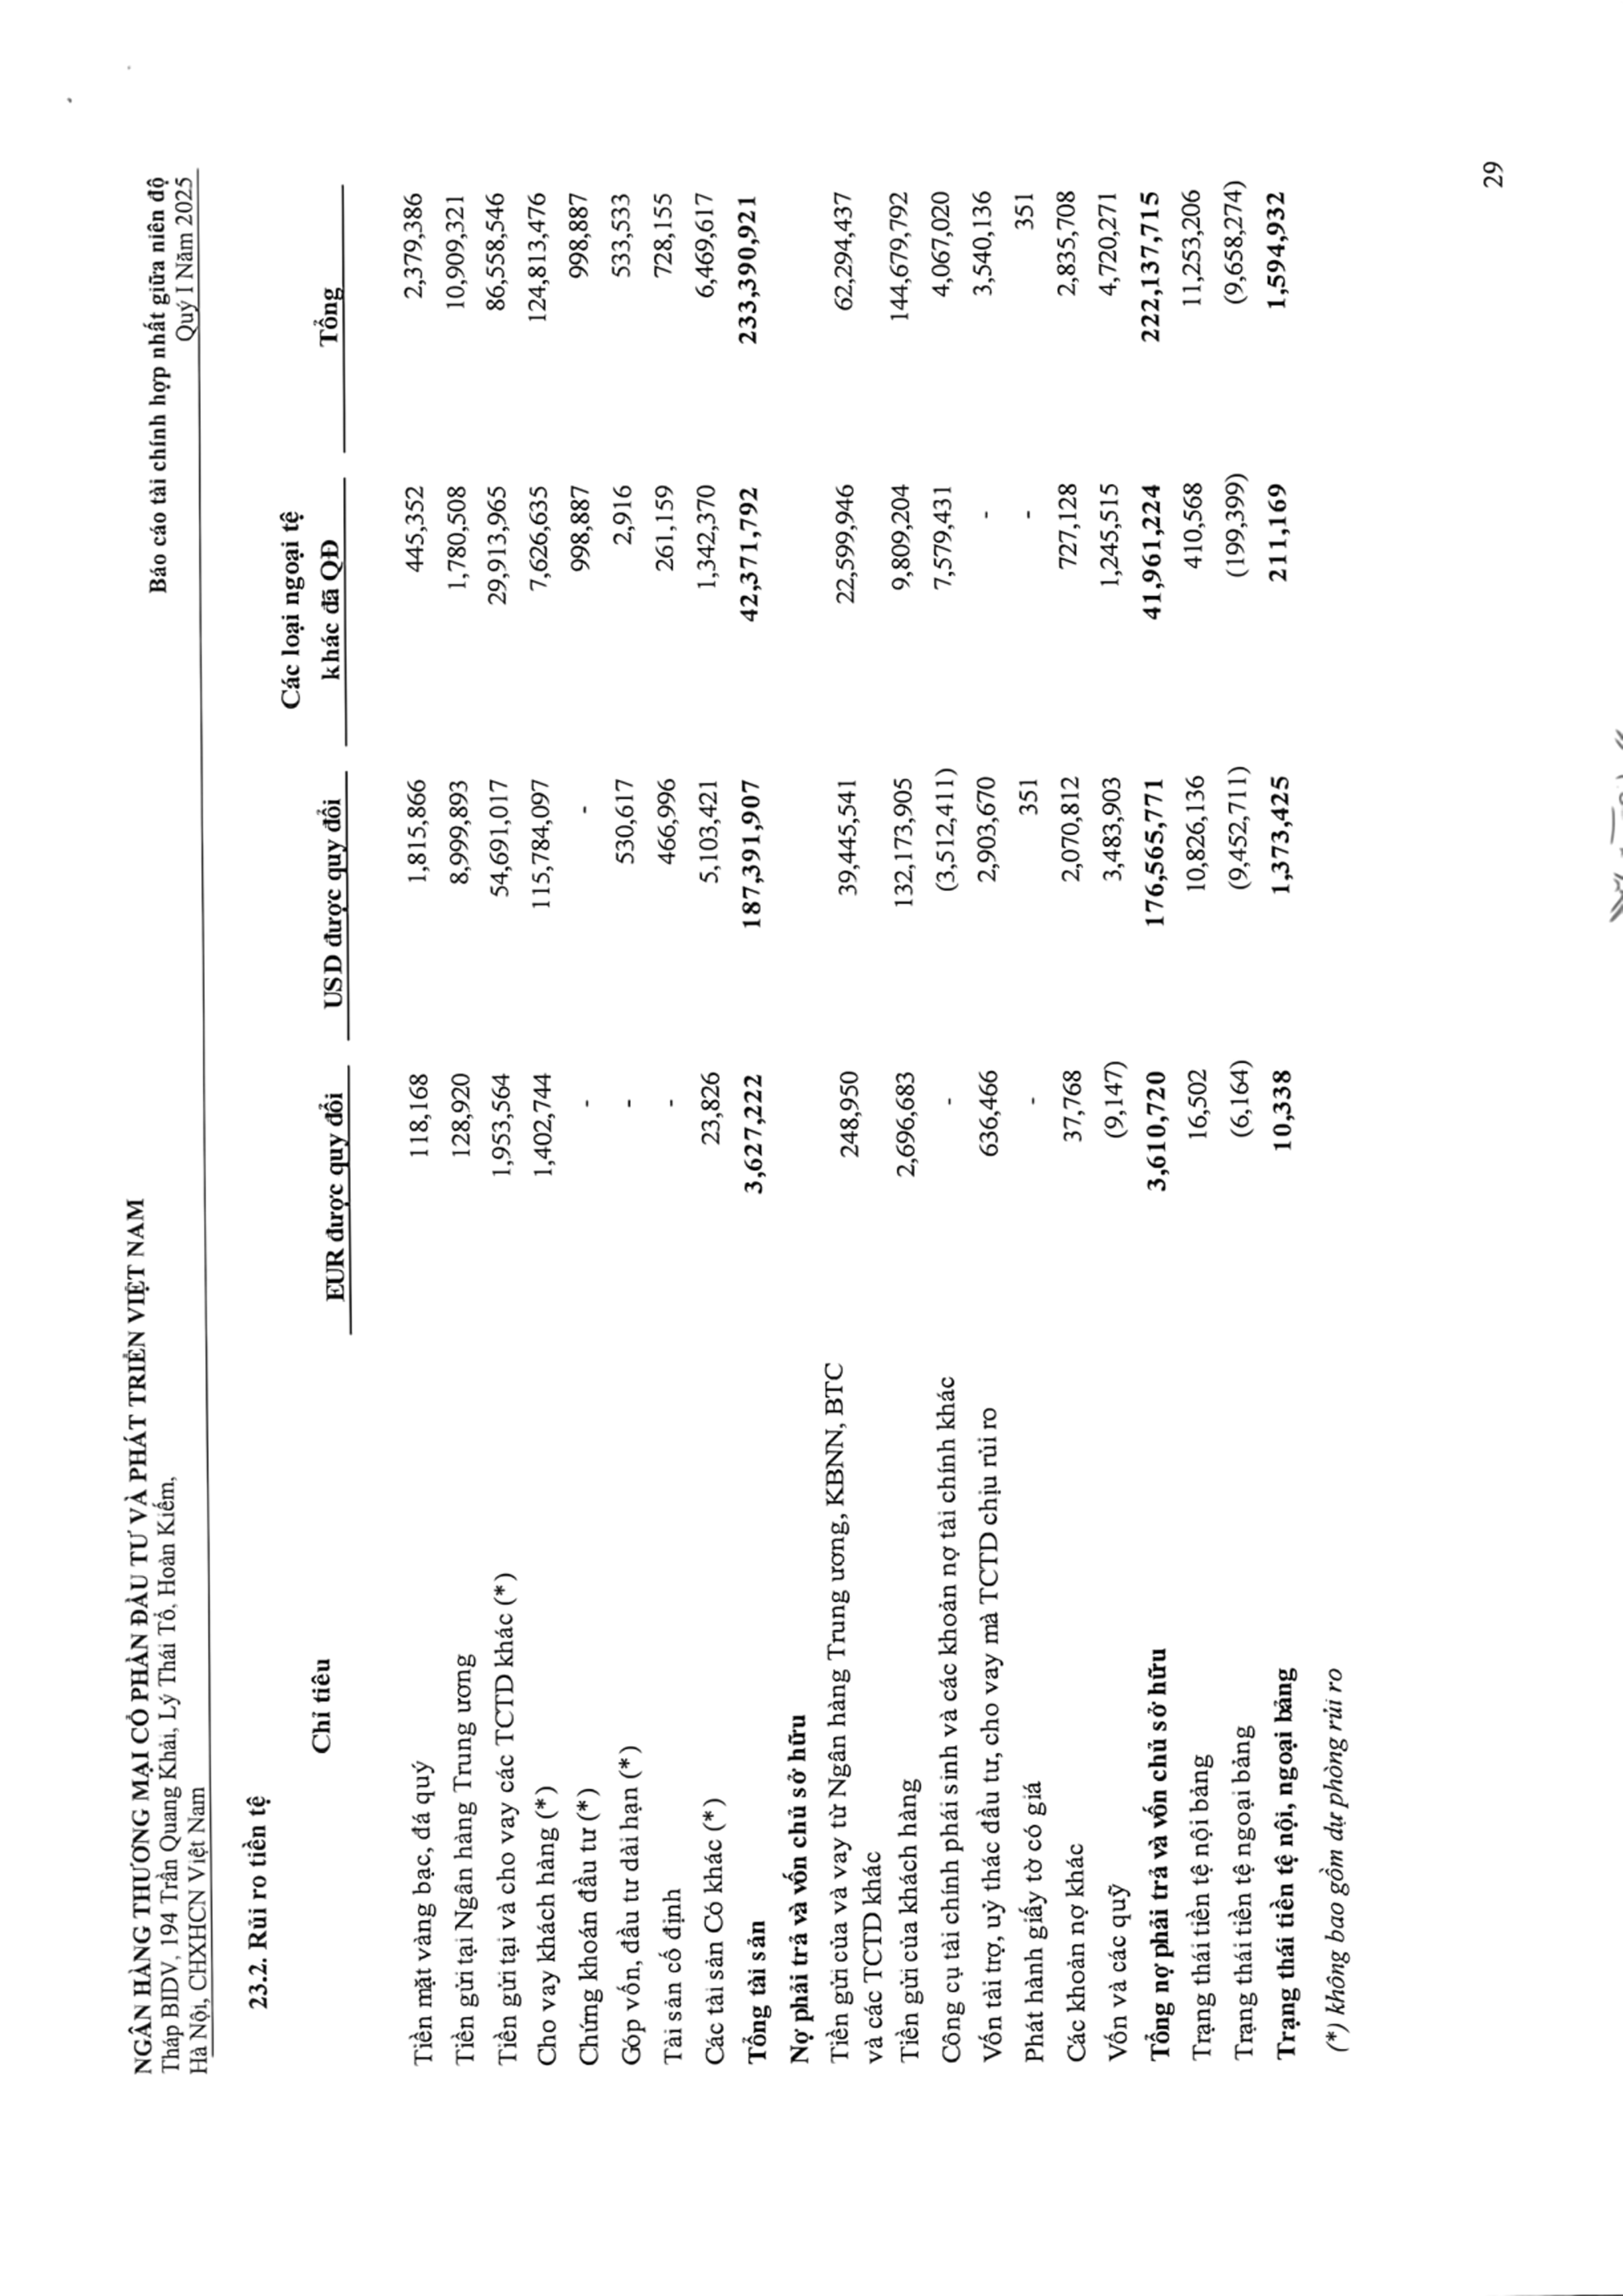 NGÂN HÀNG THƯƠNG MẠI CỔ PHẦN ĐẦU TƯ VÀ PHÁT TRIỂN VIỆT NAM
Tháp BIDV, 194 Trần Quang Khải, Lý Thái Tổ, Hoàn Kiếm,
Hà Nội, CHXHCN Việt Nam
Báo cáo tài chính hợp nhất giữa niên độ
Quý I Năm 2025
23.2. Rủi ro tiền tệ
Chỉ tiêu EUR được quy đổi USD được quy đổi Các loại ngoại tệ khác đã QĐ Tổng
Tiền mặt vàng bạc, đá quý 118,168 1,815,866 445,352 2,379,386
Tiền gửi tại Ngân hàng Trung ương 128,920 8,999,893 1,780,508 10,909,321
Tiền gửi tại và cho vay các TCTD khác (*) 1,953,564 54,691,017 29,913,965 86,558,546
Cho vay khách hàng (*) 1,402,744 115,784,097 7,626,635 124,813,476
Chứng khoán đầu tư (*) - - 998,887 998,887
Góp vốn, đầu tư dài hạn (*) - 530,617 2,916 533,533
Tài sản cố định - 466,996 261,159 728,155
Các tài sản Có khác (*) 23,826 5,103,421 1,342,370 6,469,617
Tổng tài sản 3,627,222 187,391,907 42,371,792 233,390,921
Nợ phải trả và vốn chủ sở hữu
Tiền gửi của và vay từ Ngân hàng Trung ương, KBNN, BTC
và các TCTD khác 248,950 39,445,541 22,599,946 62,294,437
Tiền gửi của khách hàng 2,696,683 132,173,905 9,809,204 144,679,792
Công cụ tài chính phái sinh và các khoản nợ tài chính khác - (3,512,411) 7,579,431 4,067,020
Vốn tài trợ, uỷ thác đầu tư, cho vay mà TCTD chịu rủi ro 636,466 2,903,670 - 3,540,136
Phát hành giấy tờ có giá - 351 - 351
Các khoản nợ khác 37,768 2,070,812 727,128 2,835,708
Vốn và các quỹ (9,147) 3,483,903 1,245,515 4,720,271
Tổng nợ phải trả và vốn chủ sở hữu 3,610,720 176,565,771 41,961,224 222,137,715
Trạng thái tiền tệ nội bảng 16,502 10,826,136 410,568 11,253,206
Trạng thái tiền tệ ngoại bảng (6,164) (9,452,711) (199,399) (9,658,274)
Trạng thái tiền tệ nội, ngoại bảng 10,338 1,373,425 211,169 1,594,932
(*) không bao gồm dự phòng rủi ro
29